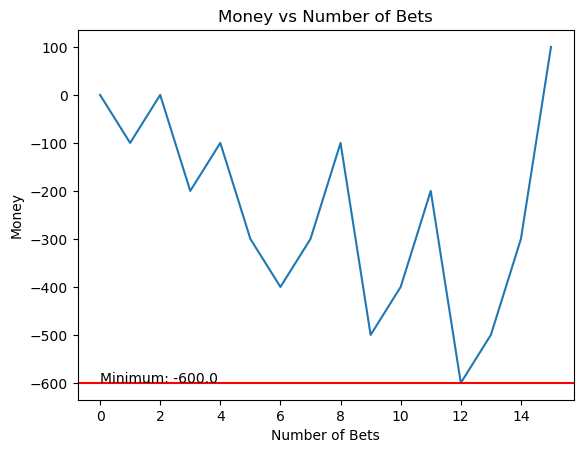 Money vs Number of Bets
100
0
−100
−200
−300
−400
−500
−600
Money
Minimum: -600.0
0 2 4 6 8 10 12 14
Number of Bets